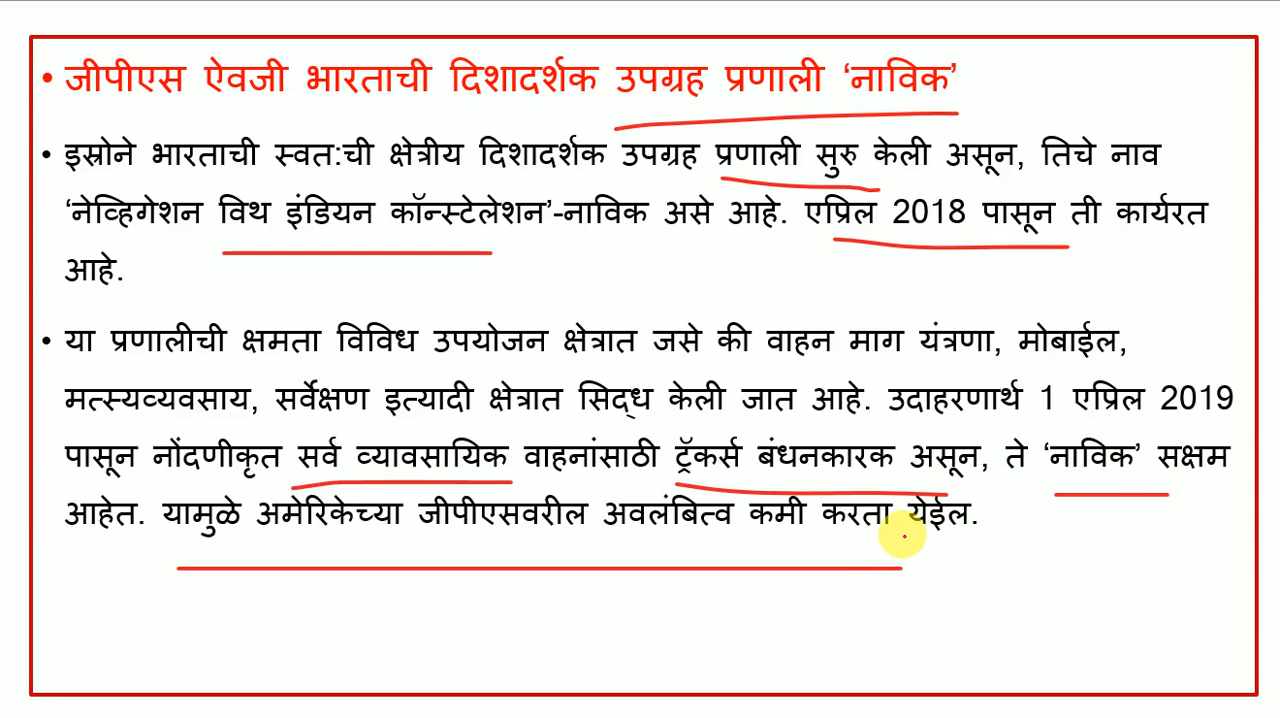 • जीपीएस ऐवजी भारताची दिशादर्शक उपग्रह प्रणाली ‘नाविक’
• इस्रोने भारताची स्वत:ची क्षेत्रीय दिशादर्शक उपग्रह प्रणाली सुरु केली असून, तिचे नाव
‘नेव्हिगेशन विथ इंडियन कॉन्स्टेलेशन’-नाविक असे आहे. एप्रिल 2018 पासून ती कार्यरत
आहे.
• या प्रणालीची क्षमता विविध उपयोजन क्षेत्रात जसे की वाहन माग यंत्रणा, मोबाईल,
मत्स्यव्यवसाय, सर्वेक्षण इत्यादी क्षेत्रात सिद्ध केली जात आहे. उदाहरणार्थ 1 एप्रिल 2019
पासून नोंदणीकृत सर्व व्यावसायिक वाहनांसाठी ट्रॅकर्स बंधनकारक असून, ते ‘नाविक’ सक्षम
आहेत. यामुळे अमेरिकेच्या जीपीएसवरील अवलंबित्व कमी करता येईल.